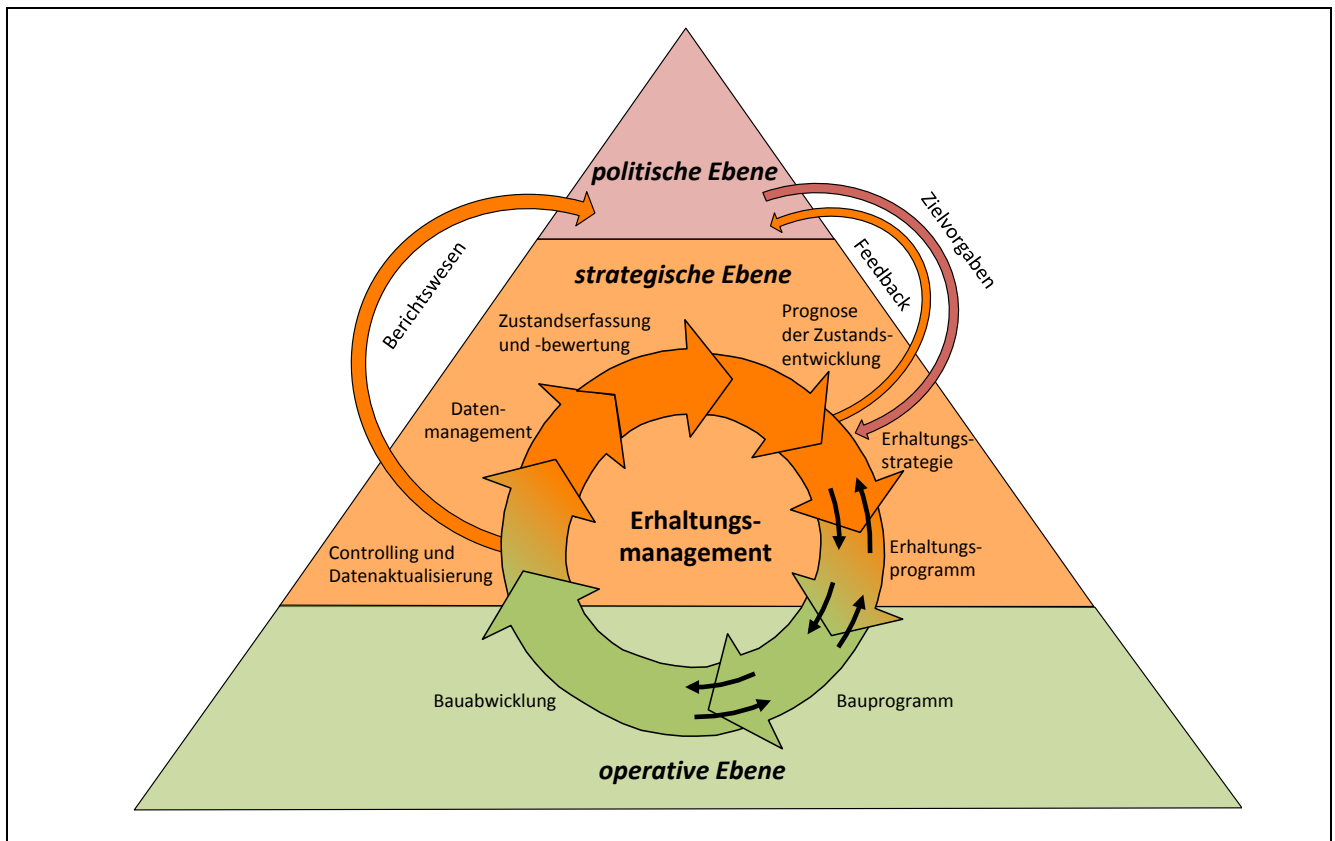 politische Ebene
Berichtswesen
Zielvorgaben
Feedback
strategische Ebene
Zustandserfassung
und -bewertung
Prognose
der Zustands-
entwicklung
Daten-
management
Erhaltungs-
strategie
Erhaltungs-
management
Controlling und
Datenaktualisierung
Erhaltungs-
programm
Bauabwicklung
Bauprogramm
operative Ebene